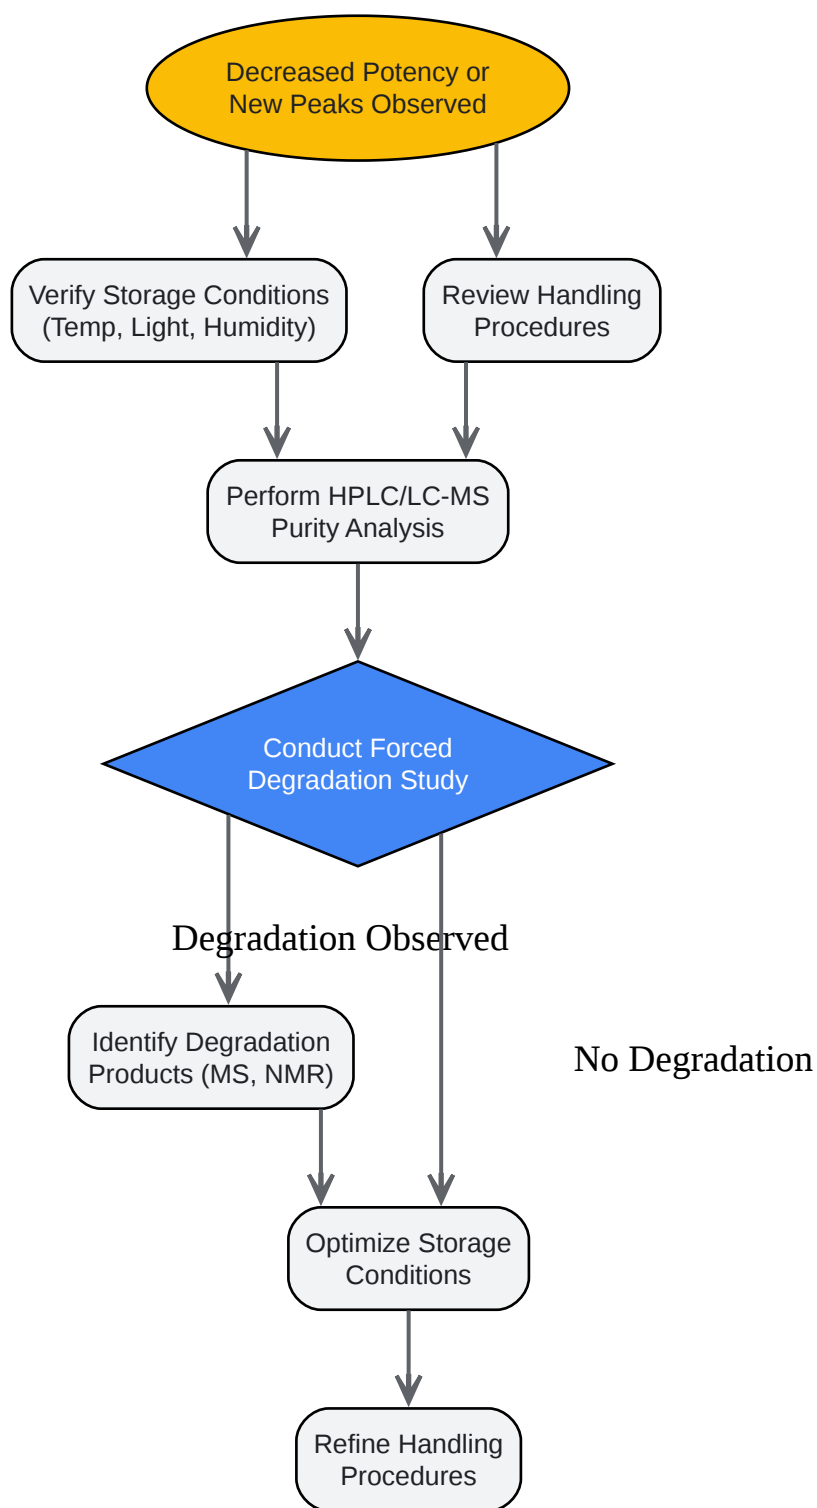 Decreased Potency or
New Peaks Observed
Verify Storage Conditions
(Temp, Light, Humidity)
Review Handling
Procedures
Perform HPLC/LC-MS
Purity Analysis
Conduct Forced
Degradation Study
Degradation Observed
Identify Degradation
Products (MS, NMR)
No Degradation
Optimize Storage
Conditions
Refine Handling
Procedures